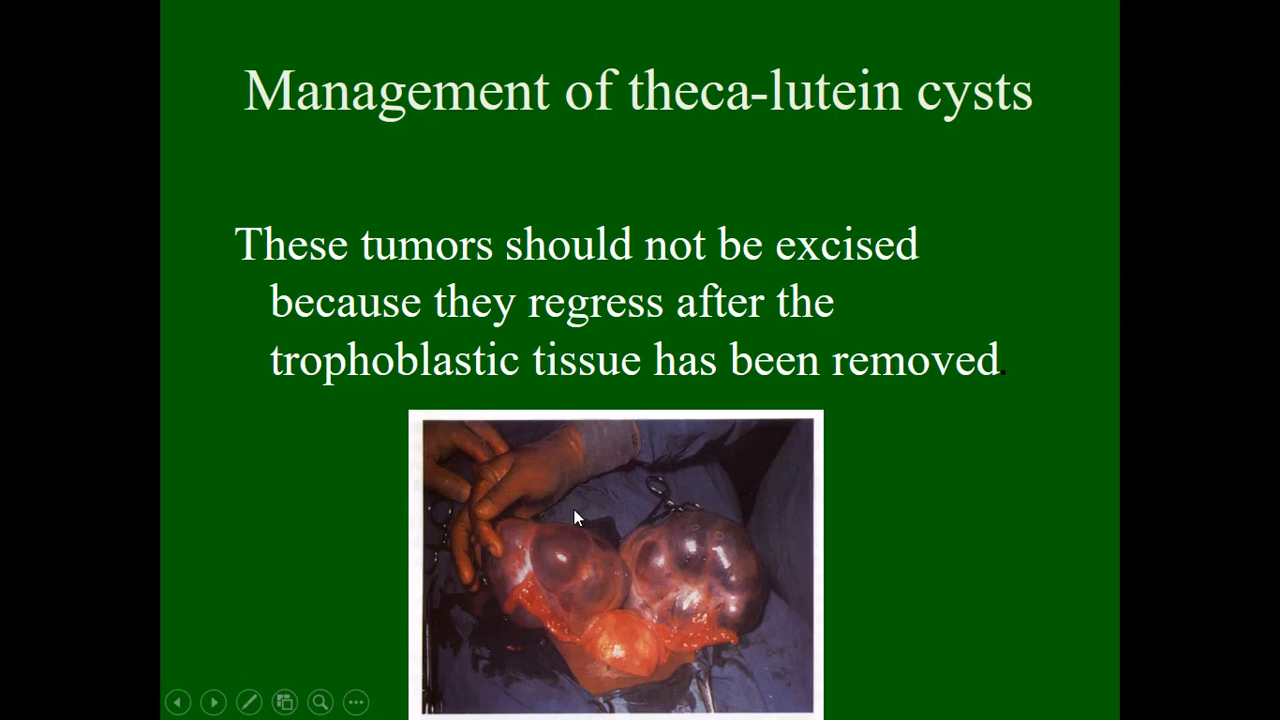 Management of theca-lutein cysts
These tumors should not be excised
because they regress after the
trophoblastic tissue has been removed.